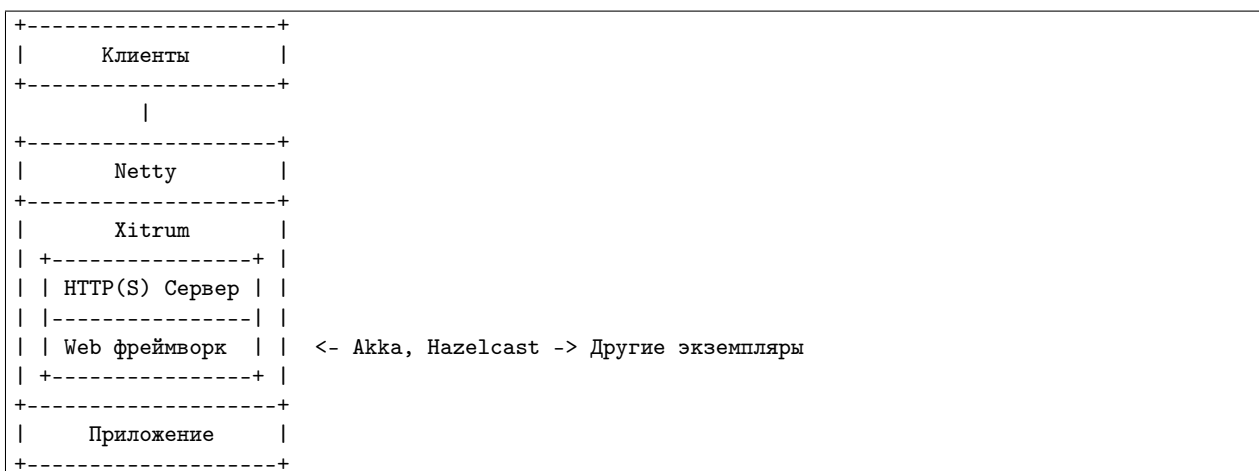 +--------------------+
|      Клиенты       |
+--------------------+
          |
+--------------------+
|       Netty        |
+--------------------+
|       Xitrum       |
| +----------------+ |
| | HTTP(S) Сервер | |
| |----------------| |
| | Web фреймворк  | |  <- Akka, Hazelcast -> Другие экземпляры
| +----------------+ |
+--------------------+
|     Приложение     |
+--------------------+